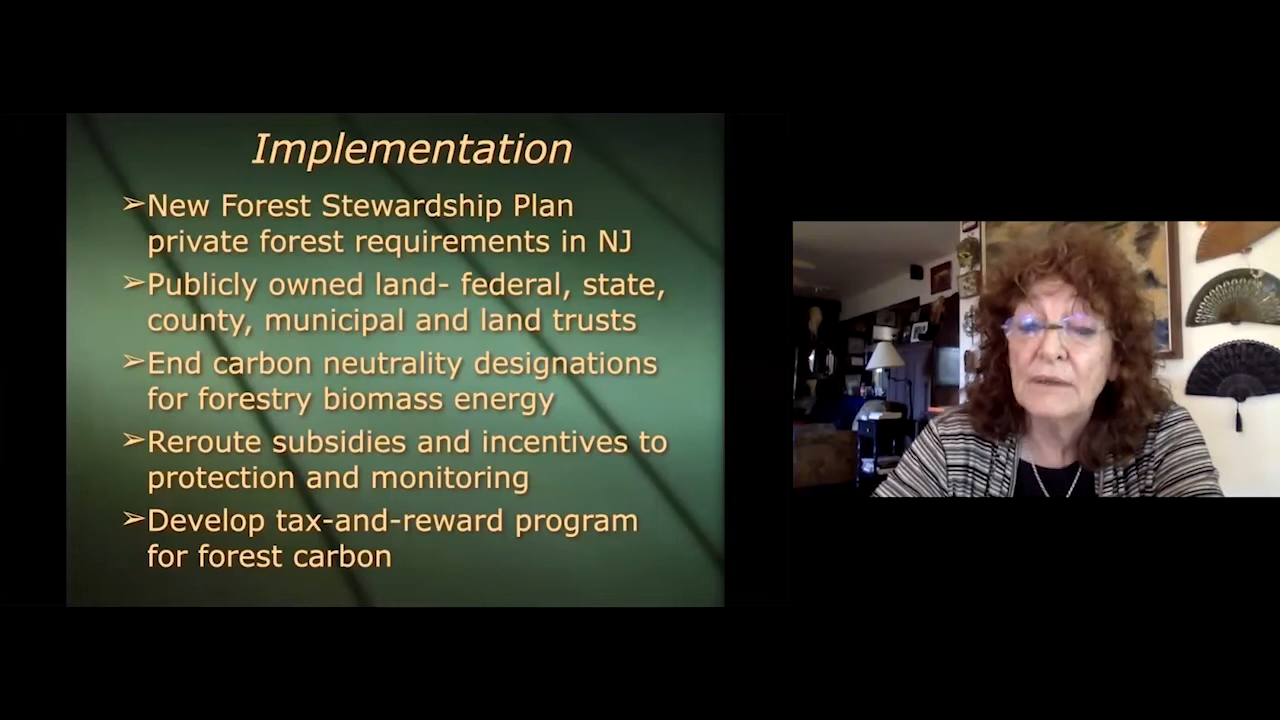 Implementation
➢New Forest Stewardship Plan
private forest requirements in NJ
➢Publicly owned land- federal, state,
county, municipal and land trusts
➢End carbon neutrality designations
for forestry biomass energy
➢Reroute subsidies and incentives to
protection and monitoring
➢Develop tax-and-reward program
for forest carbon